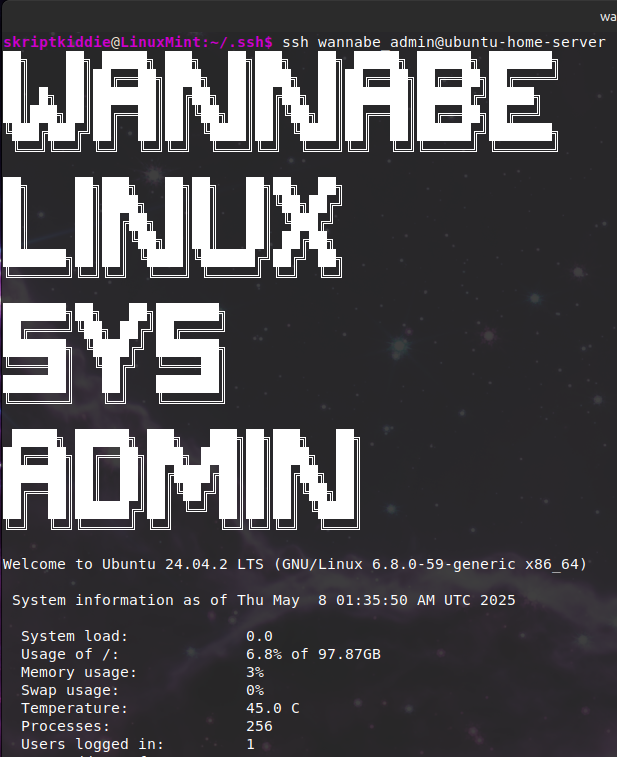 wa
skriptkiddie@LinuxMint:~/.ssh$ ssh wannabe_admin@ubuntu-home-server
WANNABE
LINUX
SYS
ADMIN
Welcome to Ubuntu 24.04.2 LTS (GNU/Linux 6.8.0-59-generic x86_64)
System information as of Thu May  8 01:35:50 AM UTC 2025
System load:             0.0
Usage of /:              6.8% of 97.87GB
Memory usage:            3%
Swap usage:              0%
Temperature:             45.0 C
Processes:               256
Users logged in:         1